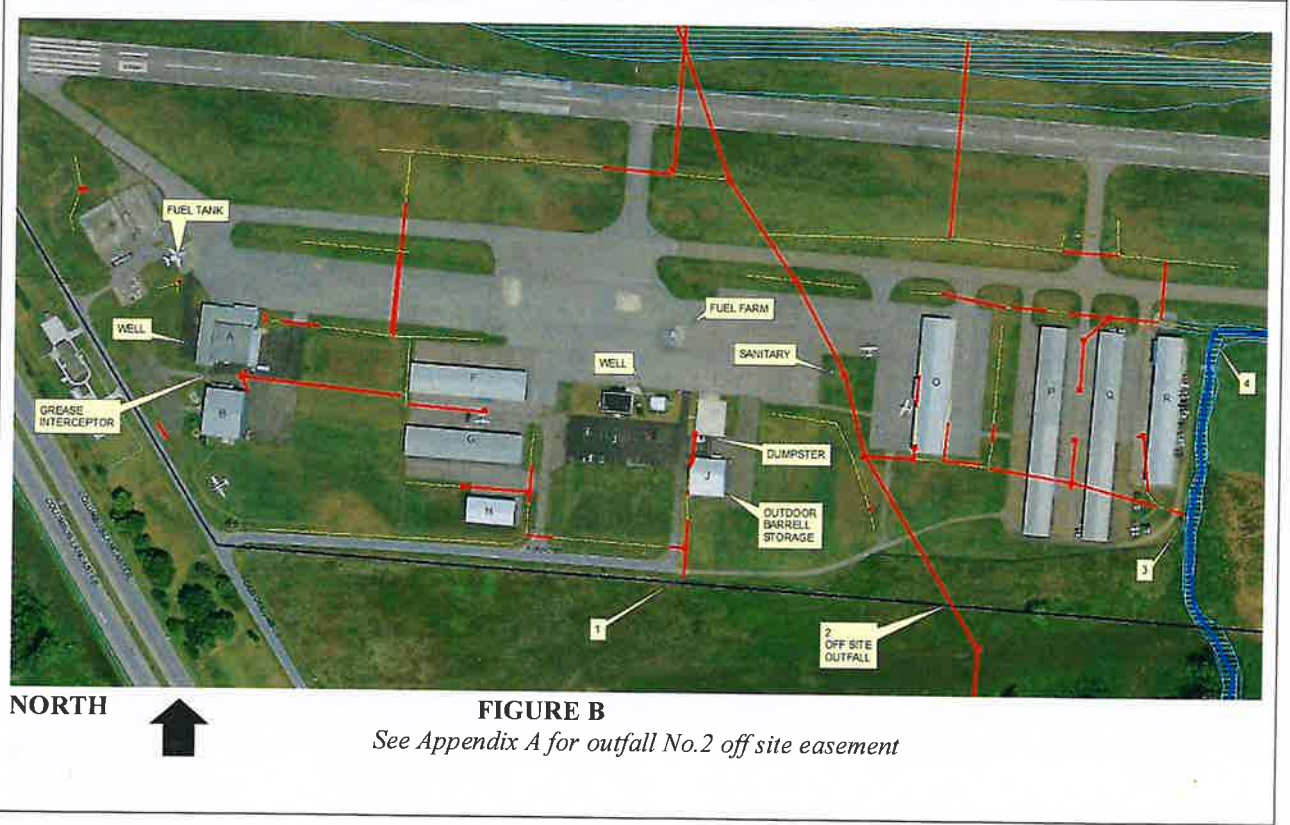 FUEL TANK
WELL
A
B
GREASE
INTERCEPTOR
F
G
H
WELL
FUEL FARM
SANITARY
DUMPSTER
J
OUTDOOR
BARRELL
STORAGE
O
P
Q
R
1
2
OFF SITE
OUTFALL
3
4
NORTH
FIGURE B
See Appendix A for outfall No.2 off site easement